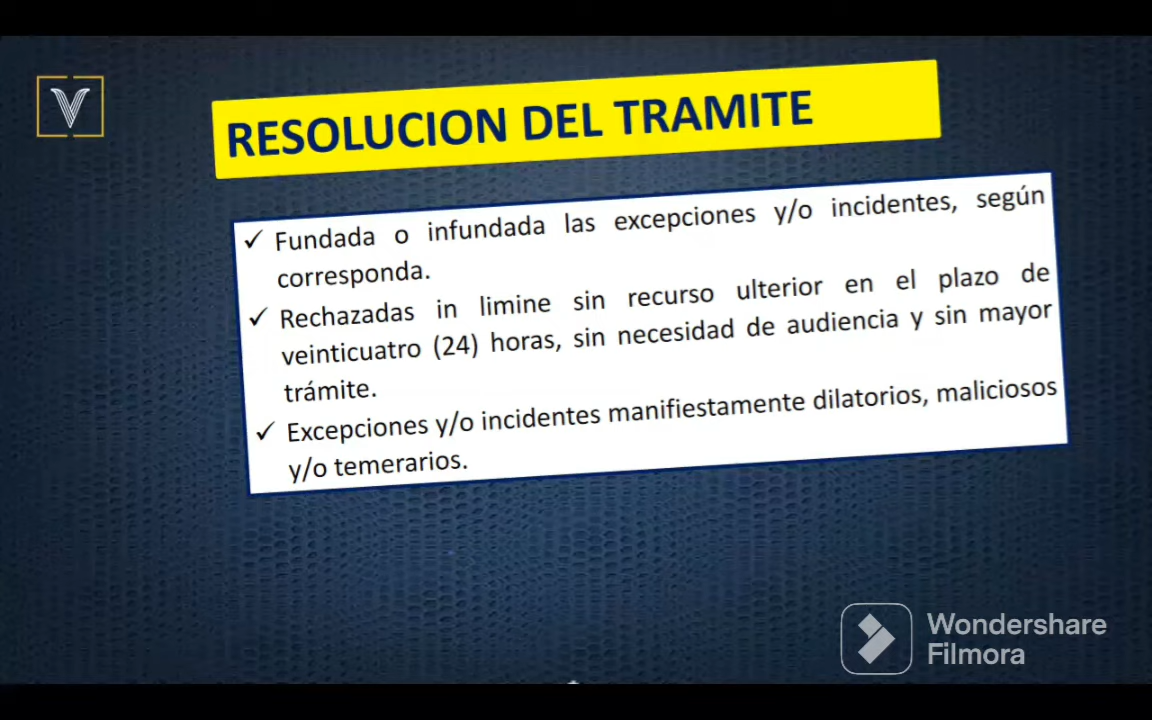 RESOLUCION DEL TRAMITE
✓ Fundada o infundada las excepciones y/o incidentes, según
corresponda.
✓ Rechazadas in limine sin recurso ulterior en el plazo de
veinticuatro (24) horas, sin necesidad de audiencia y sin mayor
trámite.
✓ Excepciones y/o incidentes manifiestamente dilatorios, maliciosos
y/o temerarios.
Wondershare
Filmora